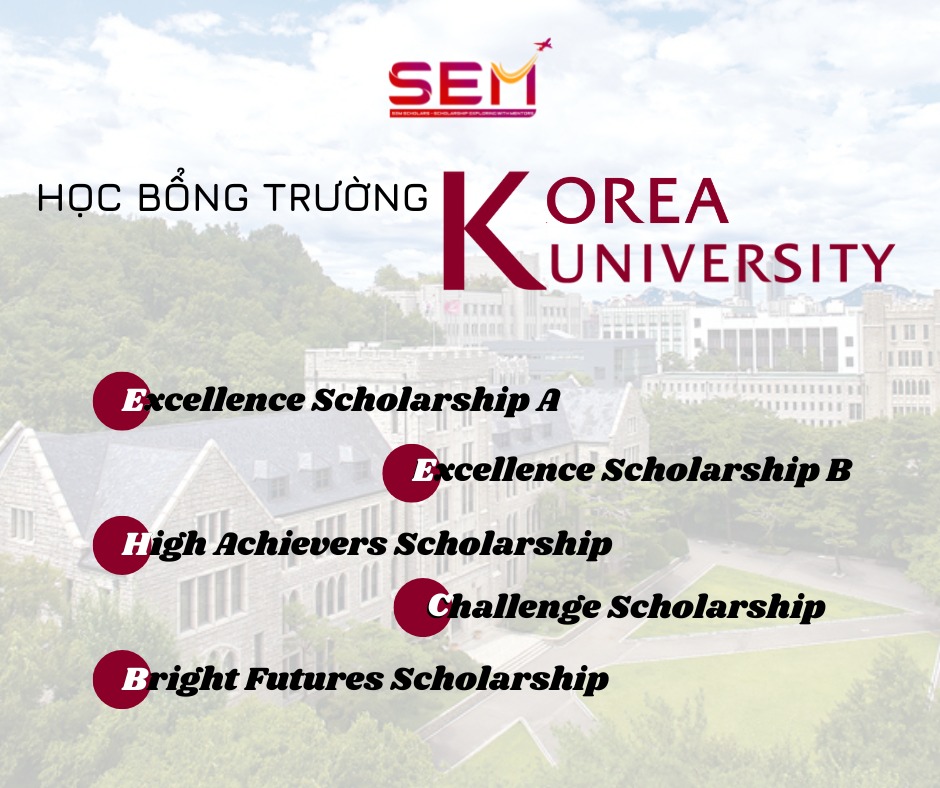 SEM
SEM SCHOLARS - SCHOLARSHIP EXPLORING WITH MENTORS
HỌC BỔNG TRƯỜNG KOREA
UNIVERSITY
Excellence Scholarship A
Excellence Scholarship B
High Achievers Scholarship
Challenge Scholarship
Bright Futures Scholarship